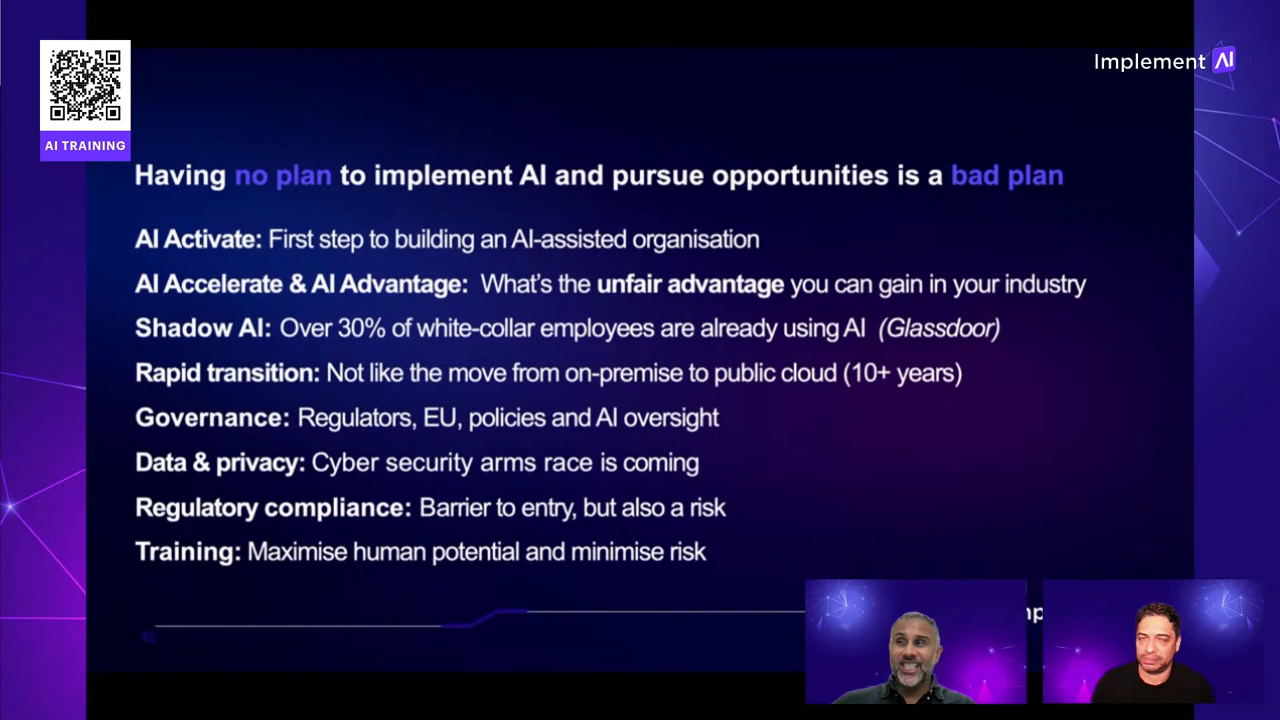 AI TRAINING
Implement AI
Having no plan to implement AI and pursue opportunities is a bad plan
AI Activate: First step to building an AI-assisted organisation
AI Accelerate & AI Advantage: What's the unfair advantage you can gain in your industry
Shadow AI: Over 30% of white-collar employees are already using AI (Glassdoor)
Rapid transition: Not like the move from on-premise to public cloud (10+ years)
Governance: Regulators, EU, policies and AI oversight
Data & privacy: Cyber security arms race is coming
Regulatory compliance: Barrier to entry, but also a risk
Training: Maximise human potential and minimise risk